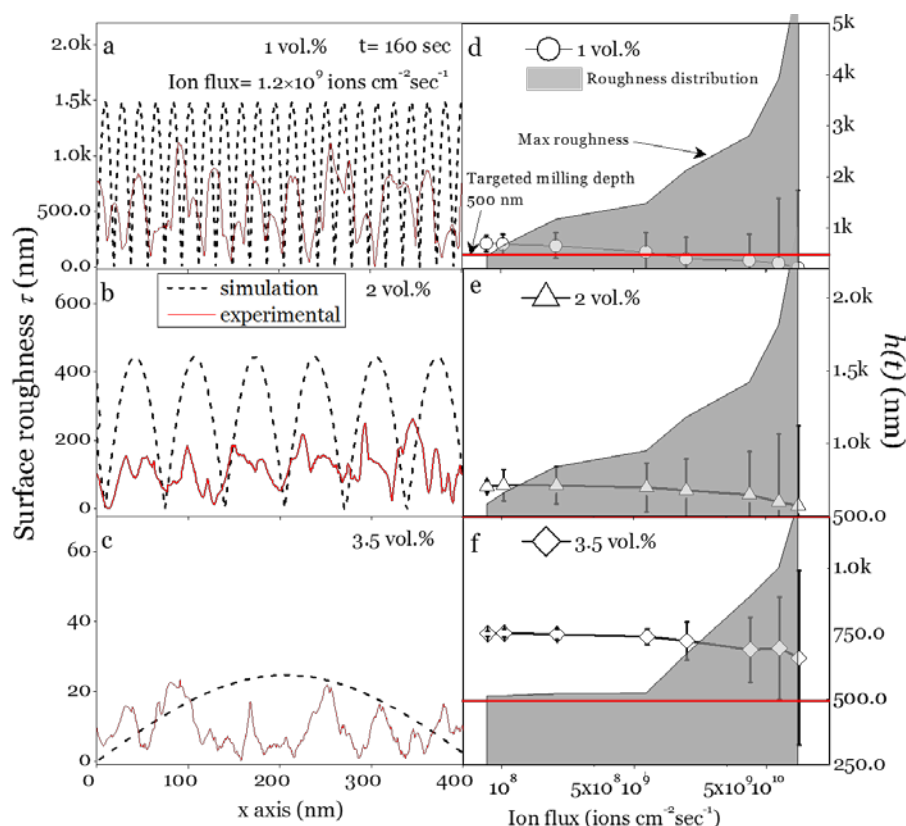 Surface roughness τ (nm)
a
1 vol.% t= 160 sec
Ion flux= 1.2×10⁹ ions cm⁻²sec⁻¹
2.0k
1.5k
1.0k
500.0
0.0
b
2 vol.%
simulation
experimental
600
400
200
0
c
3.5 vol.%
60
40
20
0
0 100 200 300 400
x axis (nm)
d
1 vol.%
Roughness distribution
Max roughness
Targeted milling depth
500 nm
5k
4k
3k
2k
1k
e
2 vol.%
2.0k
1.5k
1.0k
500.0
f
3.5 vol.%
1.0k
750.0
500.0
250.0
h(t) (nm)
10⁸ 5x10⁸ 10⁹ 5x10⁹ 10¹⁰
Ion flux (ions cm⁻²sec⁻¹)